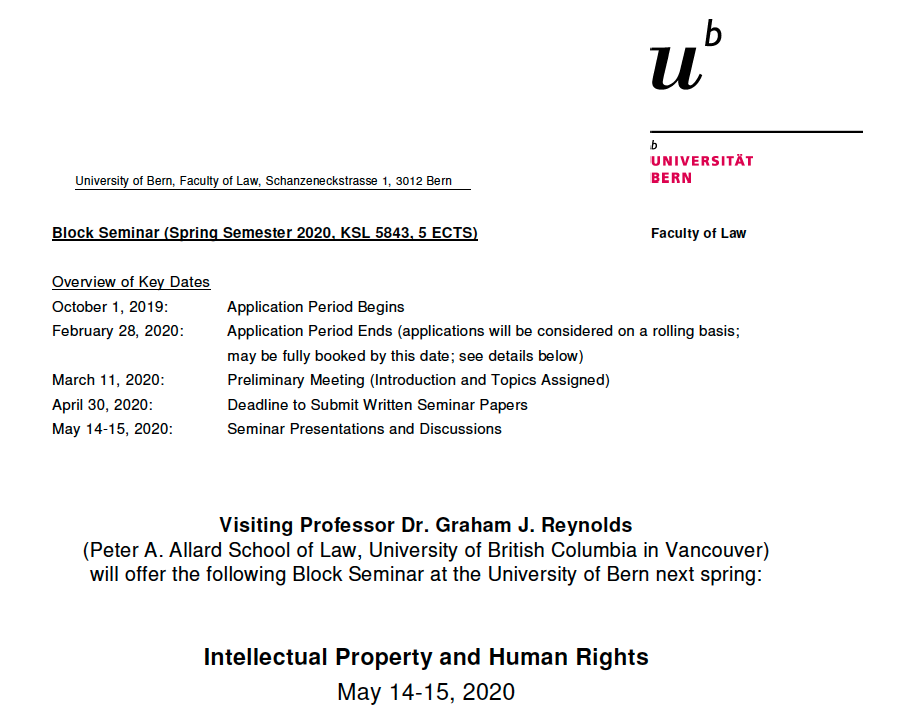 u
b
b
UNIVERSITÄT
BERN
University of Bern, Faculty of Law, Schanzeneckstrasse 1, 3012 Bern
Block Seminar (Spring Semester 2020, KSL 5843, 5 ECTS)
Faculty of Law
Overview of Key Dates
October 1, 2019: Application Period Begins
February 28, 2020: Application Period Ends (applications will be considered on a rolling basis;
may be fully booked by this date; see details below)
March 11, 2020: Preliminary Meeting (Introduction and Topics Assigned)
April 30, 2020: Deadline to Submit Written Seminar Papers
May 14-15, 2020: Seminar Presentations and Discussions
Visiting Professor Dr. Graham J. Reynolds
(Peter A. Allard School of Law, University of British Columbia in Vancouver)
will offer the following Block Seminar at the University of Bern next spring:
Intellectual Property and Human Rights
May 14-15, 2020